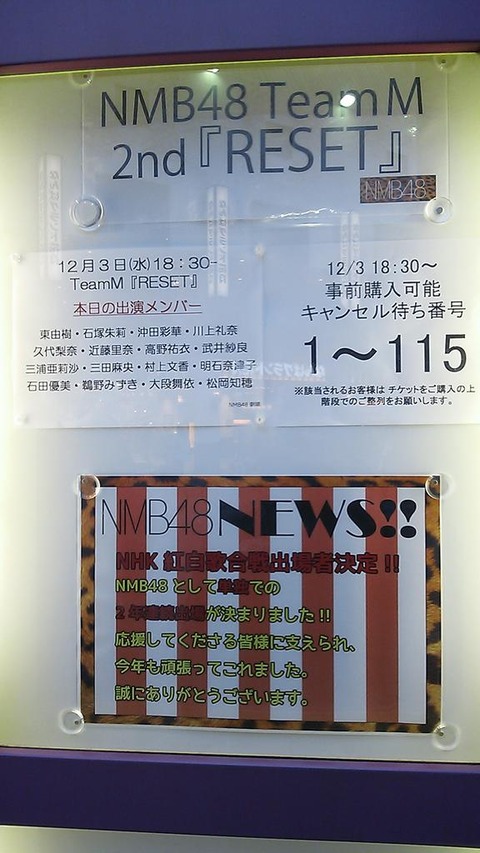 NMB48 Team M
2nd『RESET』
NMB48
12月3日(水)18:30-
TeamM『RESET』
本日の出演メンバー
東由樹・石塚朱莉・沖田彩華・川上礼奈
久代梨奈・近藤里奈・高野祐衣・武井紗良
三浦亜莉沙・三田麻央・村上文香・明石奈津子
石田優美・鵜野みずき・大段舞依・松岡知穂
NMB48 劇場
12/3 18:30～
事前購入可能
キャンセル待ち番号
1～115
※該当されるお客様は チケットをご購入の上
階段でのご整列をお願いします。
NMB48 NEWS!!
NHK 紅白歌合戦出場者決定!!
NMB48として単独での
2年連続出場が決まりました!!
応援してくださる皆様に支えられ、
今年も頑張ってこれました。
誠にありがとうございます。